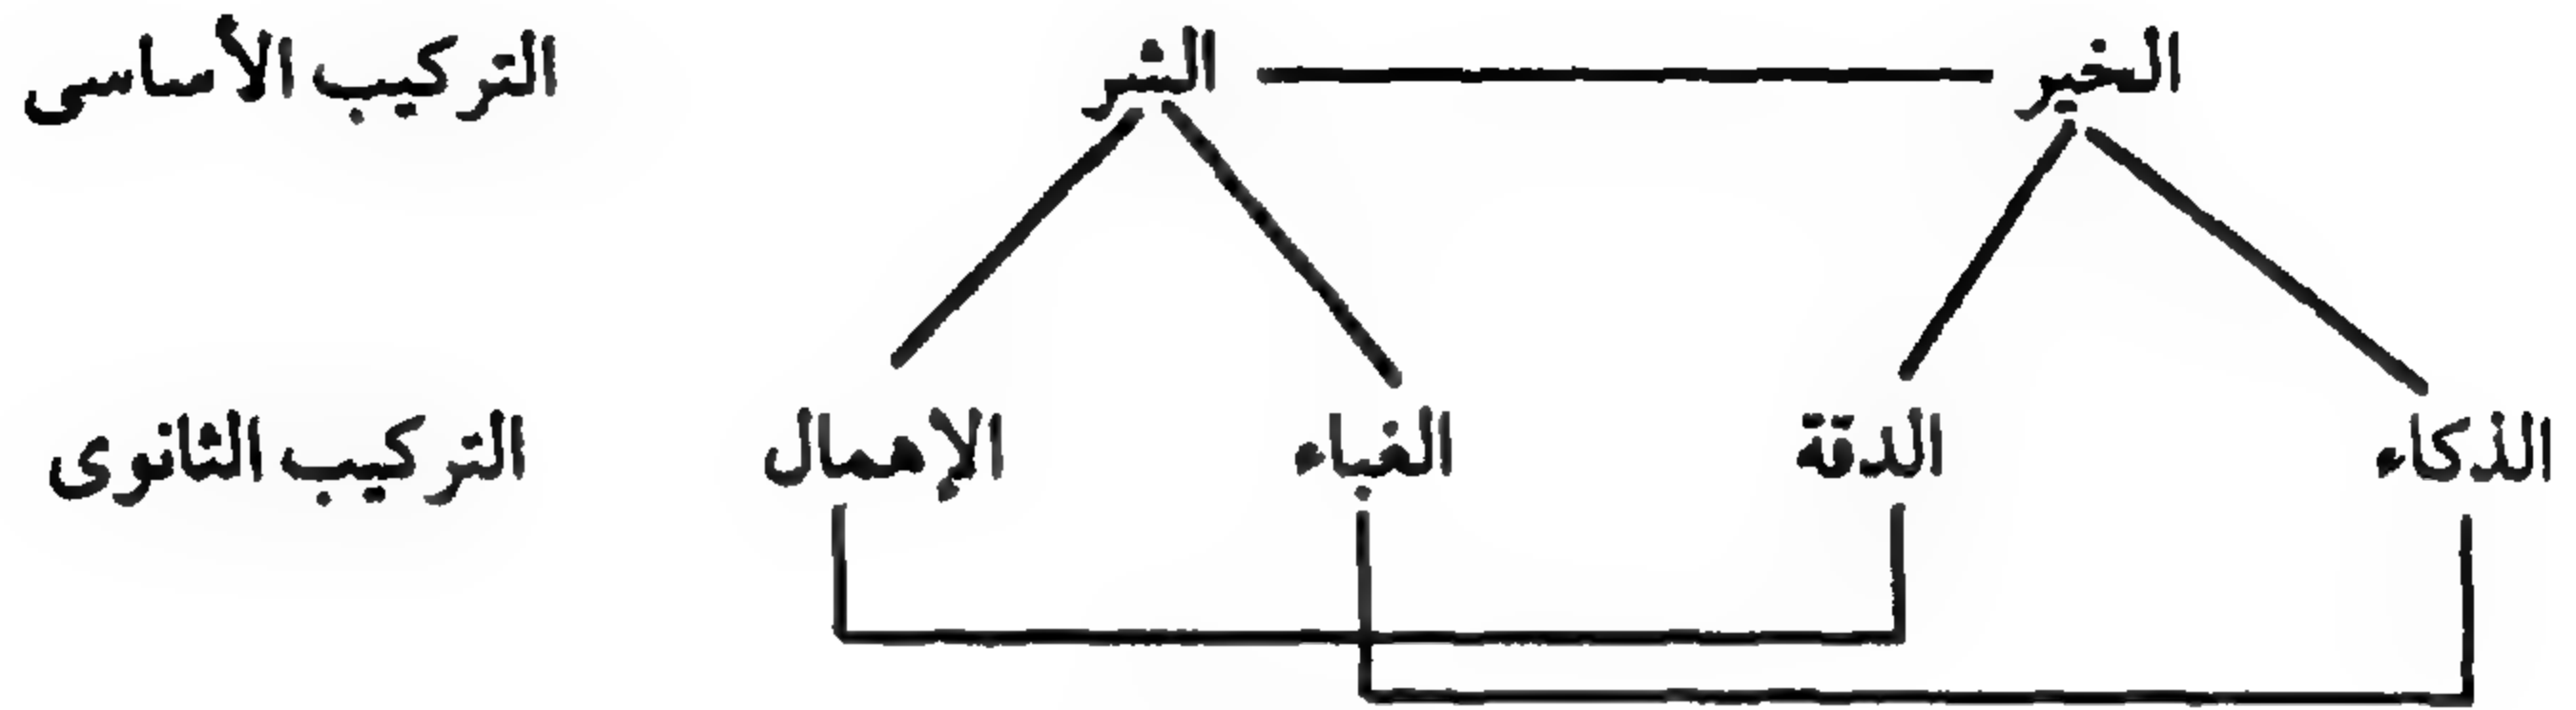 الخير الشر التركيب الأساسى
الذكاء الدقة الغباء الإهمال التركيب الثانوى